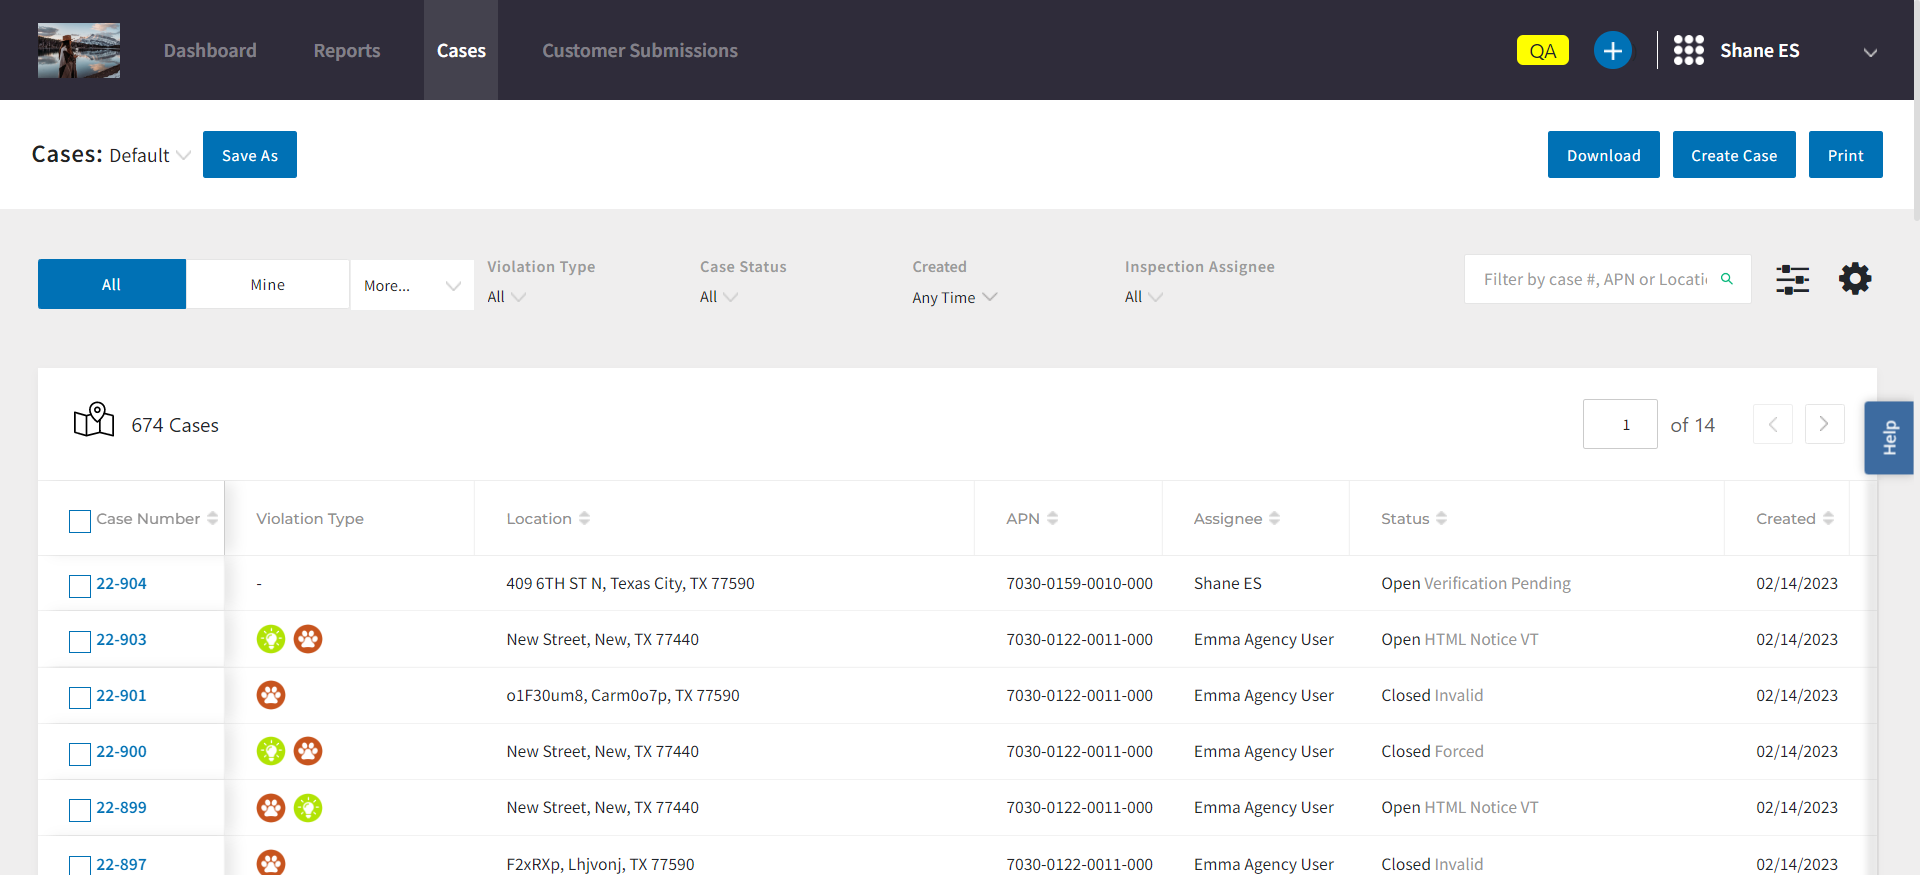 Dashboard Reports Cases Customer Submissions QA Shane ES
Cases: Default Save As Download Create Case Print
All Mine More...
Violation Type Case Status Created Inspection Assignee
All All Any Time All
Filter by case #, APN or Locati
674 Cases 1 of 14
Help
Case Number Violation Type Location APN Assignee Status Created
22-904 - 409 6TH ST N, Texas City, TX 77590 7030-0159-0010-000 Shane ES Open Verification Pending 02/14/2023
22-903 New Street, New, TX 77440 7030-0122-0011-000 Emma Agency User Open HTML Notice VT 02/14/2023
22-901 o1F30um8, Carm0o7p, TX 77590 7030-0122-0011-000 Emma Agency User Closed Invalid 02/14/2023
22-900 New Street, New, TX 77440 7030-0122-0011-000 Emma Agency User Closed Forced 02/14/2023
22-899 New Street, New, TX 77440 7030-0122-0011-000 Emma Agency User Open HTML Notice VT 02/14/2023
22-897 F2xRXp, Lhjvonj, TX 77590 7030-0122-0011-000 Emma Agency User Closed Invalid 02/14/2023